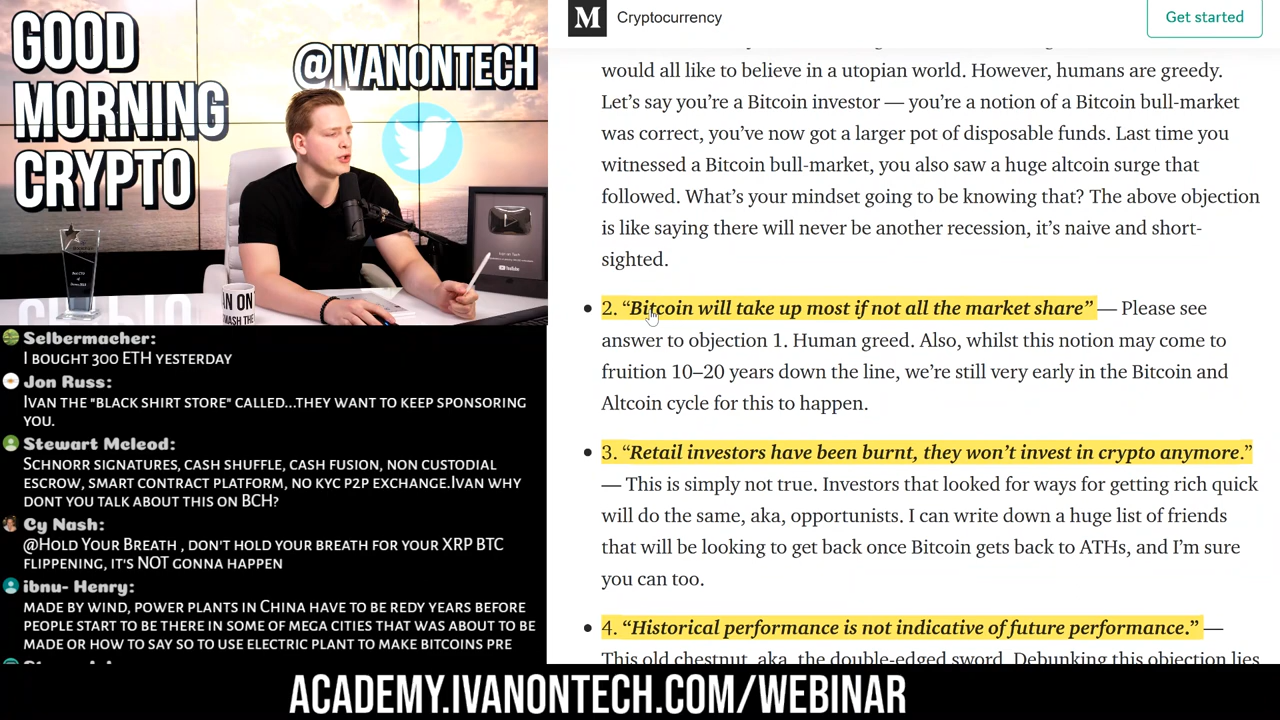 GOOD
MORNING
CRYPTO
@IVANONTECH
AN ON
YouTube
Selbermacher:
I BOUGHT 300 ETH YESTERDAY
Jon Russ:
IVAN THE "BLACK SHIRT STORE" CALLED...THEY WANT TO KEEP SPONSORING
YOU.
Stewart Mcleod:
SCHNORR SIGNATURES, CASH SHUFFLE, CASH FUSION, NON CUSTODIAL
ESCROW, SMART CONTRACT PLATFORM, NO KYC P2P EXCHANGE.IVAN WHY
DONT YOU TALK ABOUT THIS ON BCH?
Cy Nash:
@HOLD YOUR BREATH , DON'T HOLD YOUR BREATH FOR YOUR XRP BTC
FLIPPENING, IT'S NOT GONNA HAPPEN
ibnu- Henry:
MADE BY WIND, POWER PLANTS IN CHINA HAVE TO BE REDY YEARS BEFORE
PEOPLE START TO BE THERE IN SOME OF MEGA CITIES THAT WAS ABOUT TO BE
MADE OR HOW TO SAY SO TO USE ELECTRIC PLANT TO MAKE BITCOINS PRE
M Cryptocurrency
Get started
would all like to believe in a utopian world. However, humans are greedy.
Let’s say you’re a Bitcoin investor — you’re a notion of a Bitcoin bull-market
was correct, you’ve now got a larger pot of disposable funds. Last time you
witnessed a Bitcoin bull-market, you also saw a huge altcoin surge that
followed. What’s your mindset going to be knowing that? The above objection
is like saying there will never be another recession, it’s naive and short-
sighted.
2. “Bitcoin will take up most if not all the market share” — Please see
answer to objection 1. Human greed. Also, whilst this notion may come to
fruition 10–20 years down the line, we’re still very early in the Bitcoin and
Altcoin cycle for this to happen.
3. “Retail investors have been burnt, they won’t invest in crypto anymore.”
— This is simply not true. Investors that looked for ways for getting rich quick
will do the same, aka, opportunists. I can write down a huge list of friends
that will be looking to get back once Bitcoin gets back to ATHs, and I’m sure
you can too.
4. “Historical performance is not indicative of future performance.” —
This old chestnut, aka, the double-edged sword. Debunking this objection lies
ACADEMY.IVANONTECH.COM/WEBINAR